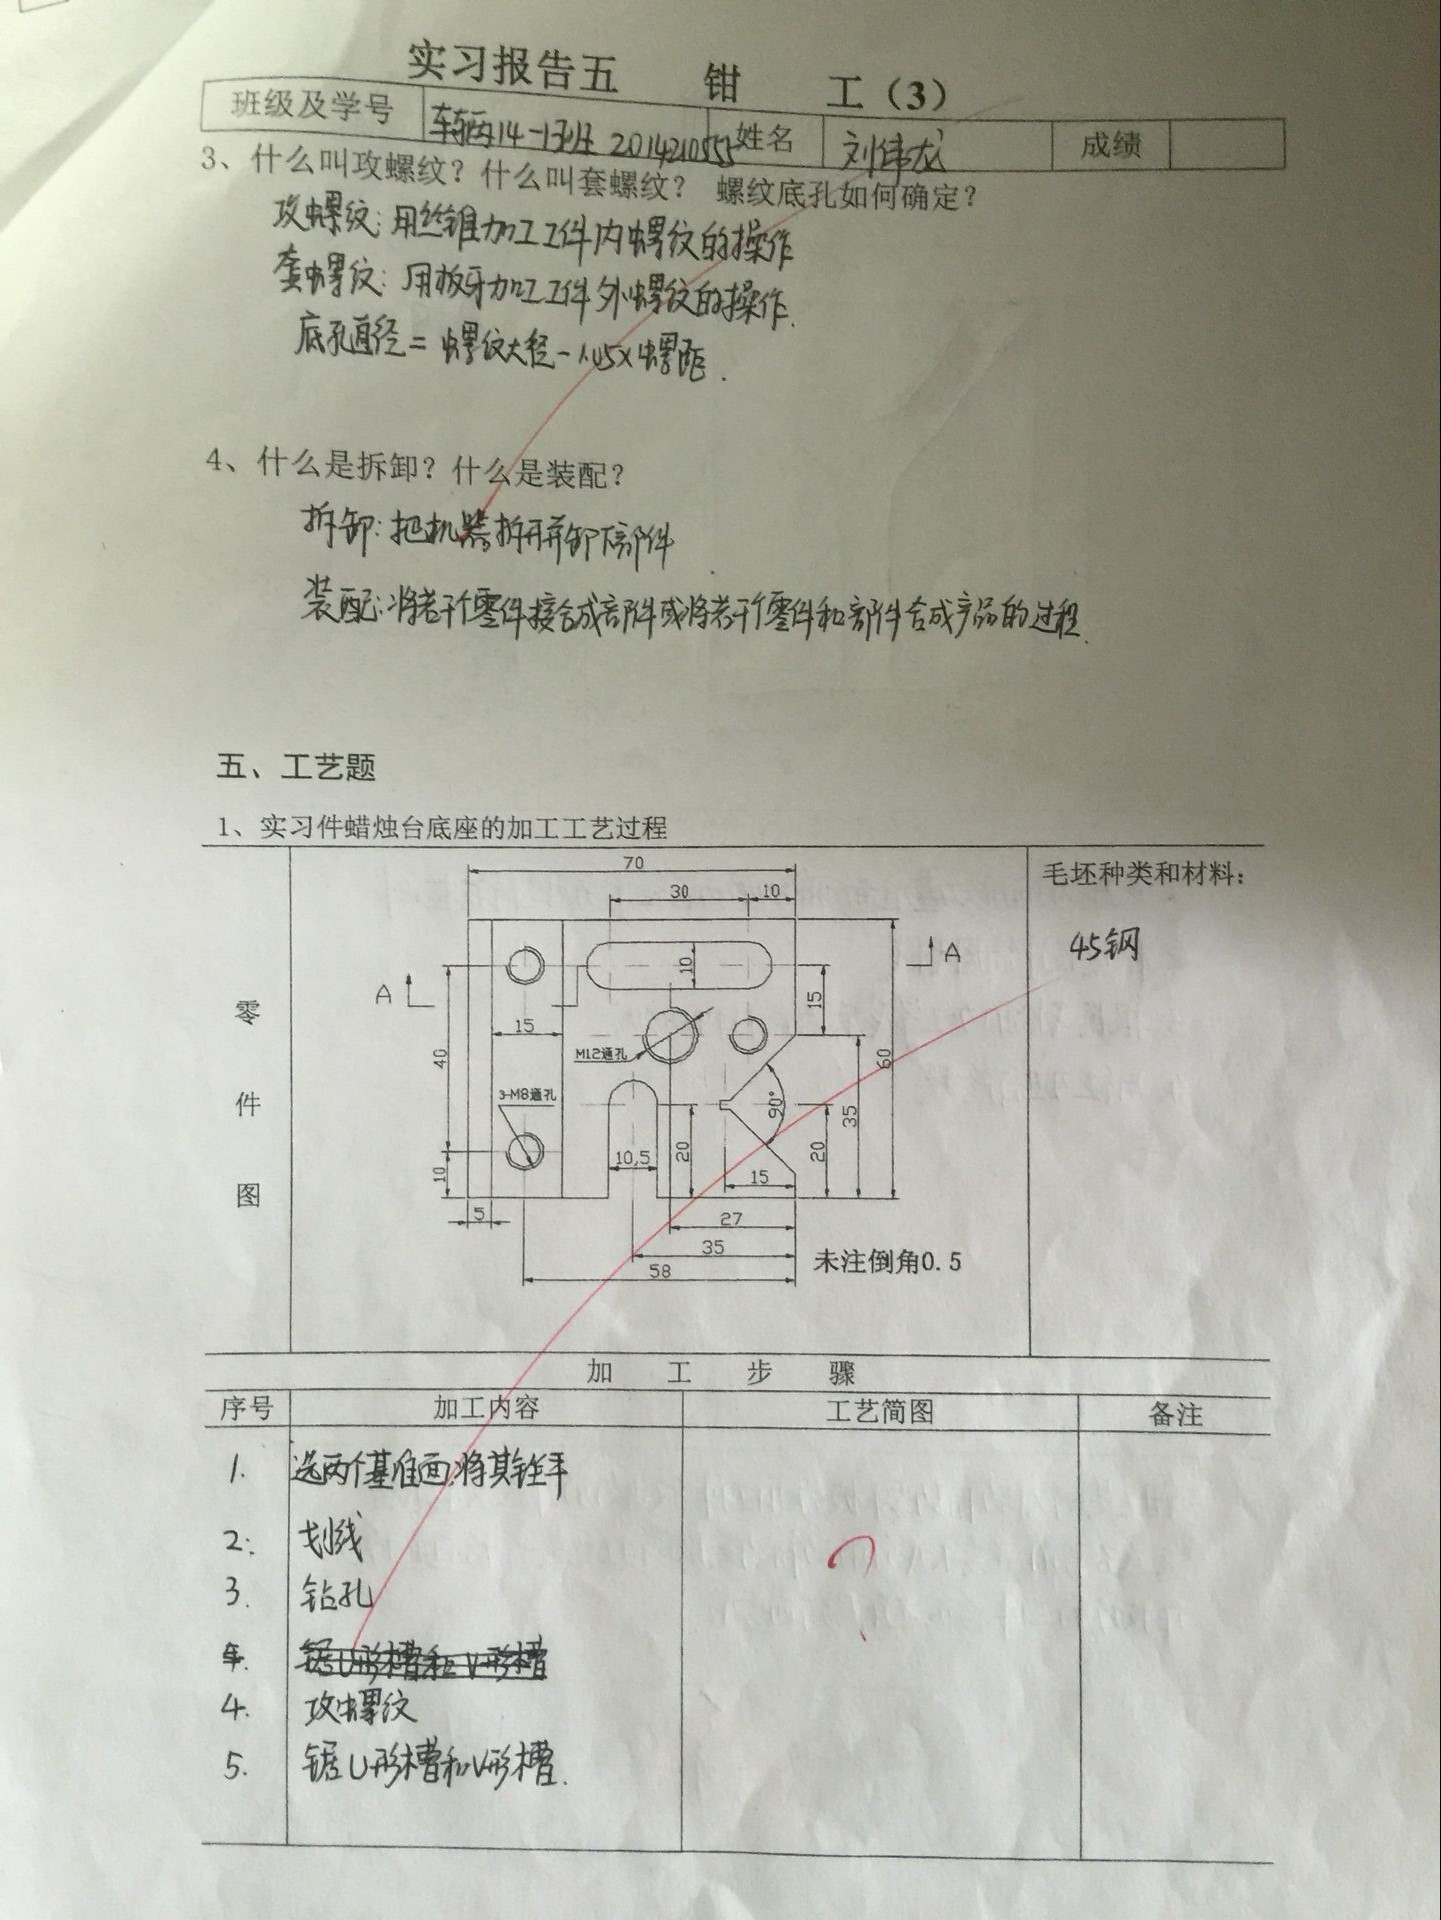 实习报告五 钳 工（3）
班级及学号 车辆14-1班 2014210555 姓名 刘伟龙 成绩
3、什么叫攻螺纹？什么叫套螺纹？ 螺纹底孔如何确定？
攻螺纹：用丝锥加工工件内螺纹的操作
套螺纹：用板牙加工工件外螺纹的操作.
底孔直径＝螺纹大径－1.05×螺距.
4、什么是拆卸？什么是装配？
拆卸：把机器拆开并卸下部件
装配：将若干个零件接合成部件或将若干个零件和部件合成产品的过程.
五、工艺题
1、实习件蜡烛台底座的加工工艺过程
零件图
70
30 10
A A
10
15
15
40
M12通孔
60
3-M8通孔
90°
35
10,5
20
20
10
15
5
27
35
58
未注倒角0.5
毛坯种类和材料：
45钢
加 工 步 骤
序号 加工内容 工艺简图 备注
1. 选两个基准面，将其锉平
2. 划线
?
3. 钻孔
锯U形槽和V形槽
4. 攻螺纹
5. 锯U形槽和V形槽.